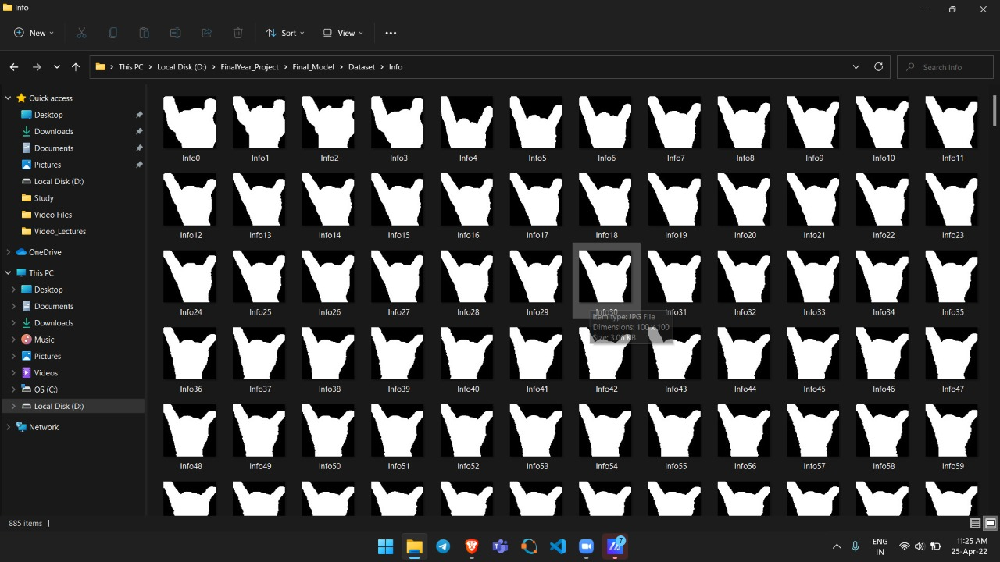 Info
New
Sort
View
This PC > Local Disk (D:) > FinalYear_Project > Final_Model > Dataset > Info
Search Info
Quick access
Desktop
Downloads
Documents
Pictures
Local Disk (D:)
Study
Video Files
Video_Lectures
OneDrive
This PC
Desktop
Documents
Downloads
Music
Pictures
Videos
OS (C:)
Local Disk (D:)
Network
Info0 Info1 Info2 Info3 Info4 Info5 Info6 Info7 Info8 Info9 Info10 Info11
Info12 Info13 Info14 Info15 Info16 Info17 Info18 Info19 Info20 Info21 Info22 Info23
Info24 Info25 Info26 Info27 Info28 Info29 Info30 Info31 Info32 Info33 Info34 Info35
Item type: JPG File
Dimensions: 100 x 100
Size: 3.06 KB
Info36 Info37 Info38 Info39 Info40 Info41 Info42 Info43 Info44 Info45 Info46 Info47
Info48 Info49 Info50 Info51 Info52 Info53 Info54 Info55 Info56 Info57 Info58 Info59
885 items
7
ENG
IN
11:25 AM
25-Apr-22